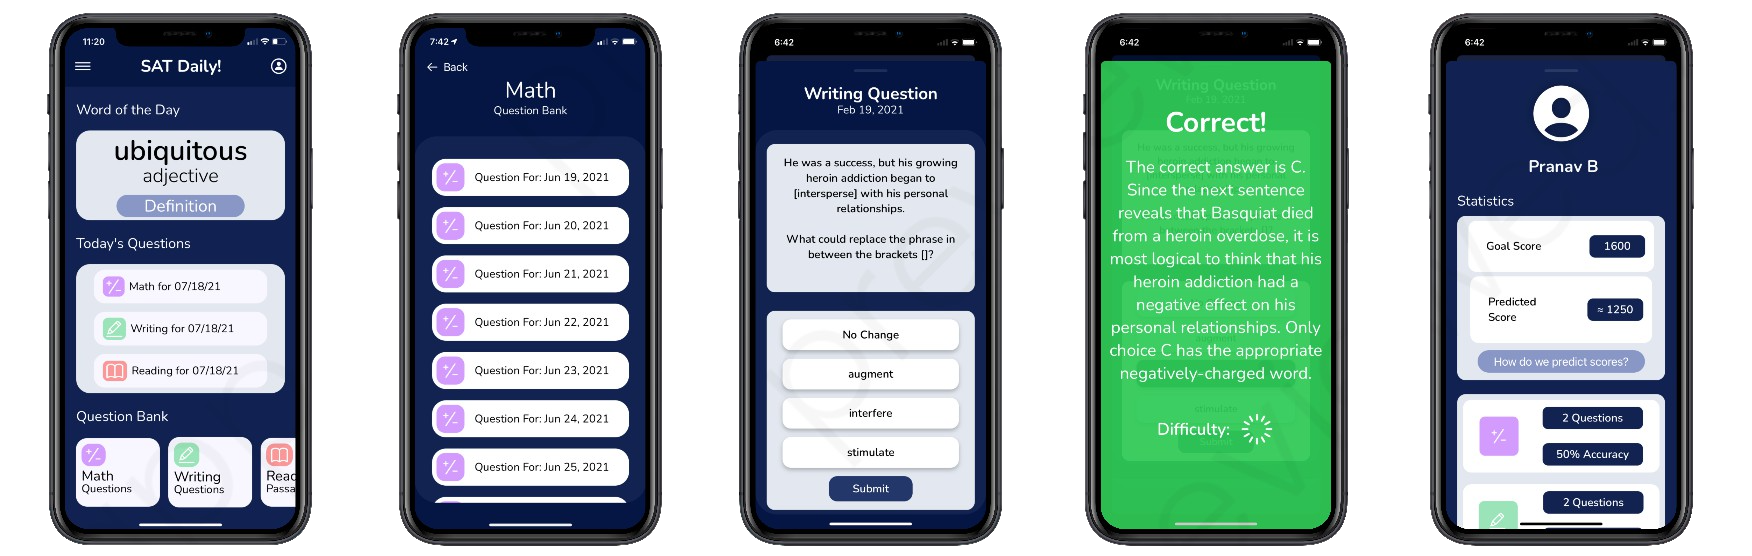 11:20
SAT Daily!
Word of the Day
ubiquitous
adjective
Definition
Today's Questions
Math for 07/18/21
Writing for 07/18/21
Reading for 07/18/21
Question Bank
Math
Questions
Writing
Questions
Reac
Passa
7:42
Back
Math
Question Bank
Question For: Jun 19, 2021
Question For: Jun 20, 2021
Question For: Jun 21, 2021
Question For: Jun 22, 2021
Question For: Jun 23, 2021
Question For: Jun 24, 2021
Question For: Jun 25, 2021
6:42
Writing Question
Feb 19, 2021
He was a success, but his growing
heroin addiction began to
[intersperse] with his personal
relationships.
What could replace the phrase in
between the brackets []?
No Change
augment
interfere
stimulate
Submit
6:42
Writing Question
Feb 19, 2021
Correct!
The correct answer is C.
Since the next sentence
reveals that Basquiat died
from a heroin overdose, it is
most logical to think that his
heroin addiction had a
negative effect on his
personal relationships. Only
choice C has the appropriate
negatively-charged word.
stimulate
Difficulty:
6:42
Pranav B
Statistics
Goal Score
1600
Predicted
Score
≈ 1250
How do we predict scores?
2 Questions
50% Accuracy
2 Questions